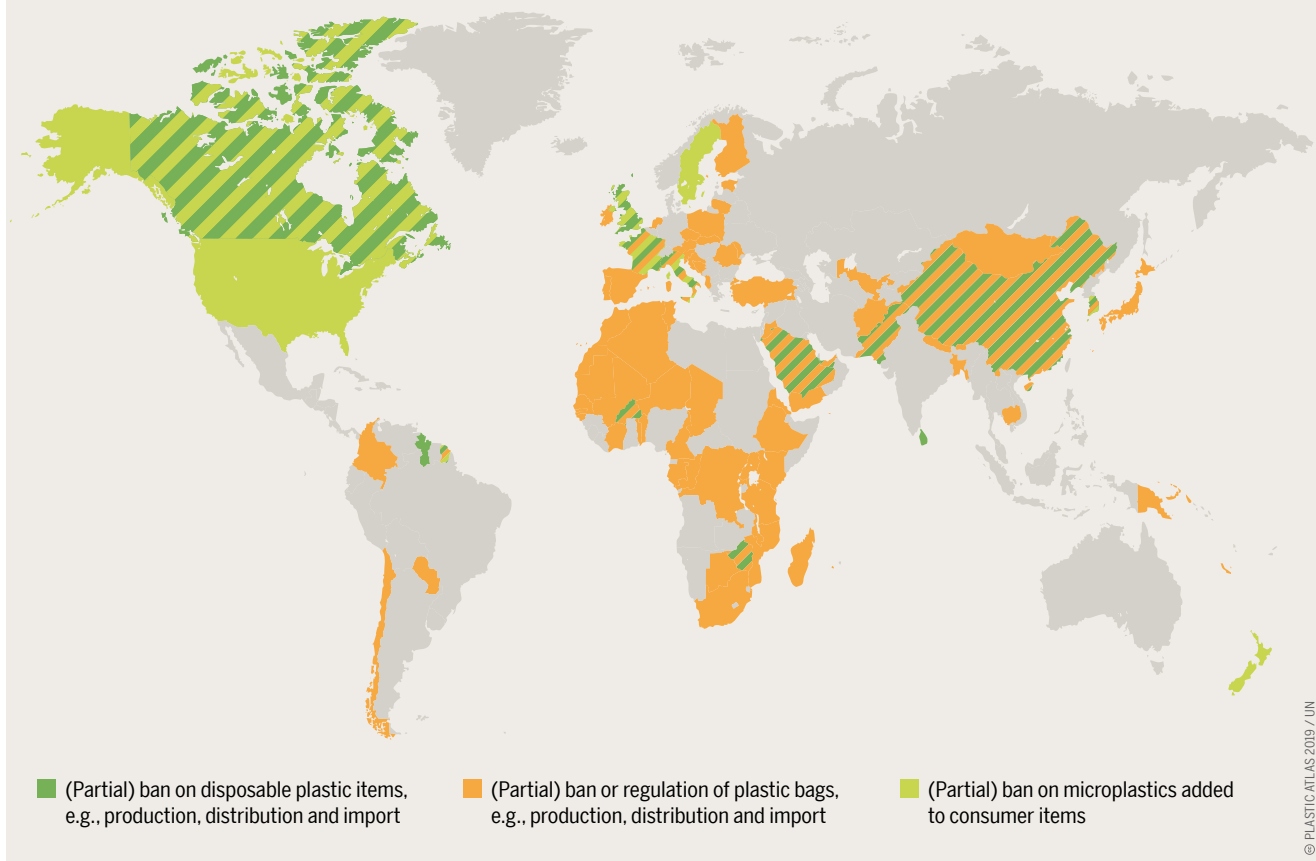 (Partial) ban on disposable plastic items,
e.g., production, distribution and import
(Partial) ban or regulation of plastic bags,
e.g., production, distribution and import
(Partial) ban on microplastics added
to consumer items
PLASTIC ATLAS 2019 / UN